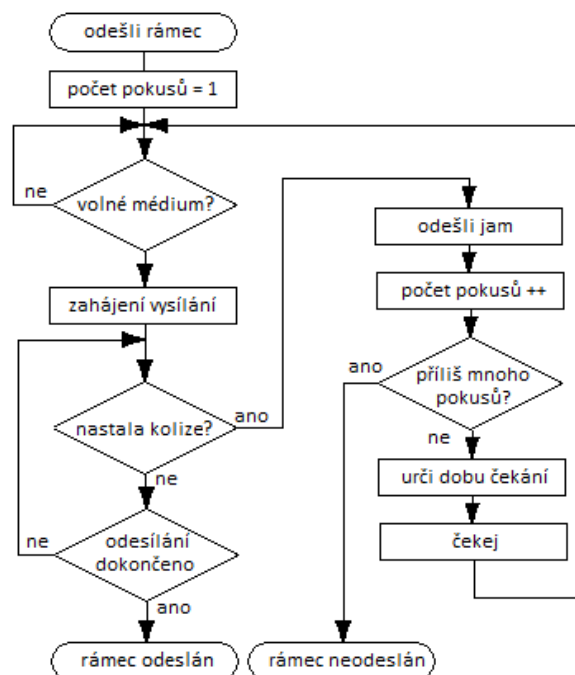 odešli rámec
počet pokusů = 1
ne
volné médium?
zahájení vysílání
nastala kolize?
ano
ne
ne
odesílání
dokončeno
ano
rámec odeslán
odešli jam
počet pokusů ++
ano
příliš mnoho
pokusů?
ne
urči dobu čekání
čekej
rámec neodeslán